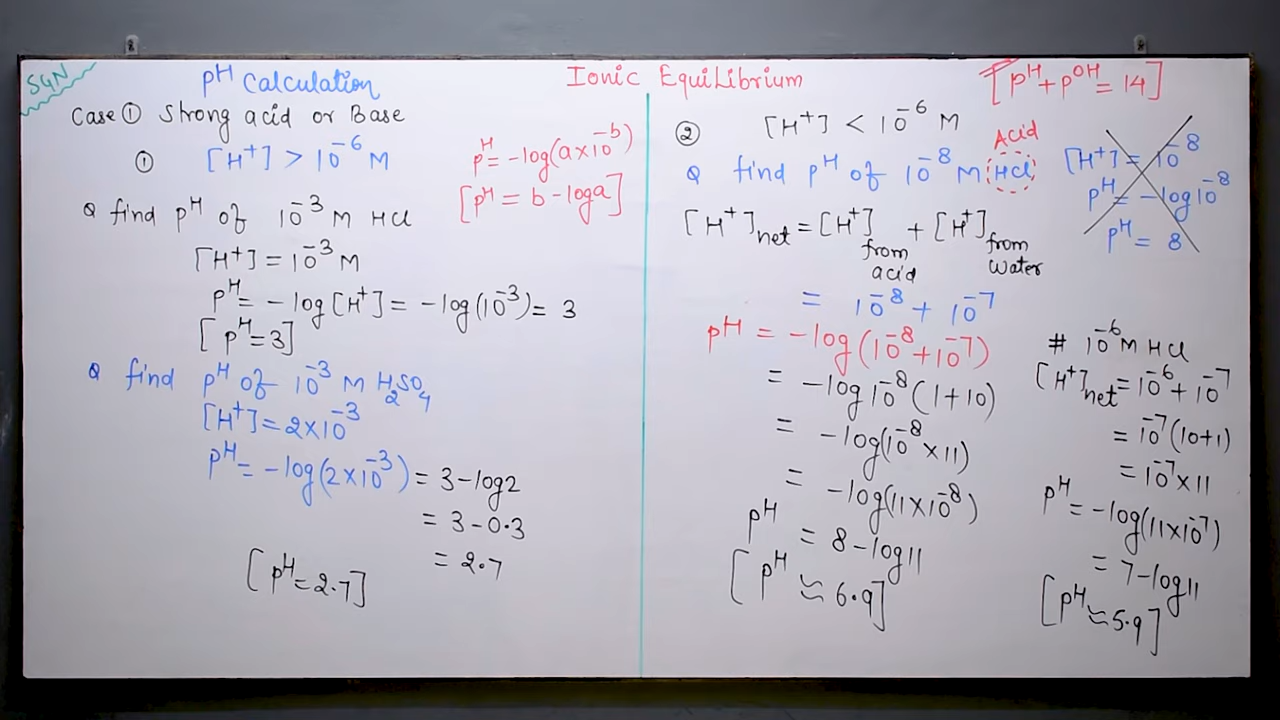 SGN
pH Calculation
Ionic Equilibrium
[pH + pOH = 14]
Case ① Strong acid or Base
① [H⁺] > 10⁻⁶ M
pH = -log(a×10⁻ᵇ)
[pH = b - log a]
Q find pH of 10⁻³ M HCl
[H⁺] = 10⁻³ M
pH = -log[H⁺] = -log(10⁻³) = 3
[pH = 3]
Q find pH of 10⁻³ M H₂SO₄
[H⁺] = 2×10⁻³
pH = -log(2×10⁻³) = 3 - log2
= 3 - 0.3
= 2.7
[pH = 2.7]
② [H⁺] < 10⁻⁶ M
Acid
Q find pH of 10⁻⁸ M HCl
[H⁺] = 10⁻⁸
pH = -log10⁻⁸
pH = 8
[H⁺]net = [H⁺] from acid + [H⁺] from water
= 10⁻⁸ + 10⁻⁷
pH = -log(10⁻⁸ + 10⁻⁷)
= -log10⁻⁸(1+10)
= -log(10⁻⁸ × 11)
= -log(11×10⁻⁸)
pH = 8 - log11
[pH ≈ 6.9]
# 10⁻⁶ M HCl
[H⁺]net = 10⁻⁶ + 10⁻⁷
= 10⁻⁷(10+1)
= 10⁻⁷ × 11
pH = -log(11×10⁻⁷)
= 7 - log11
[pH ≈ 5.9]